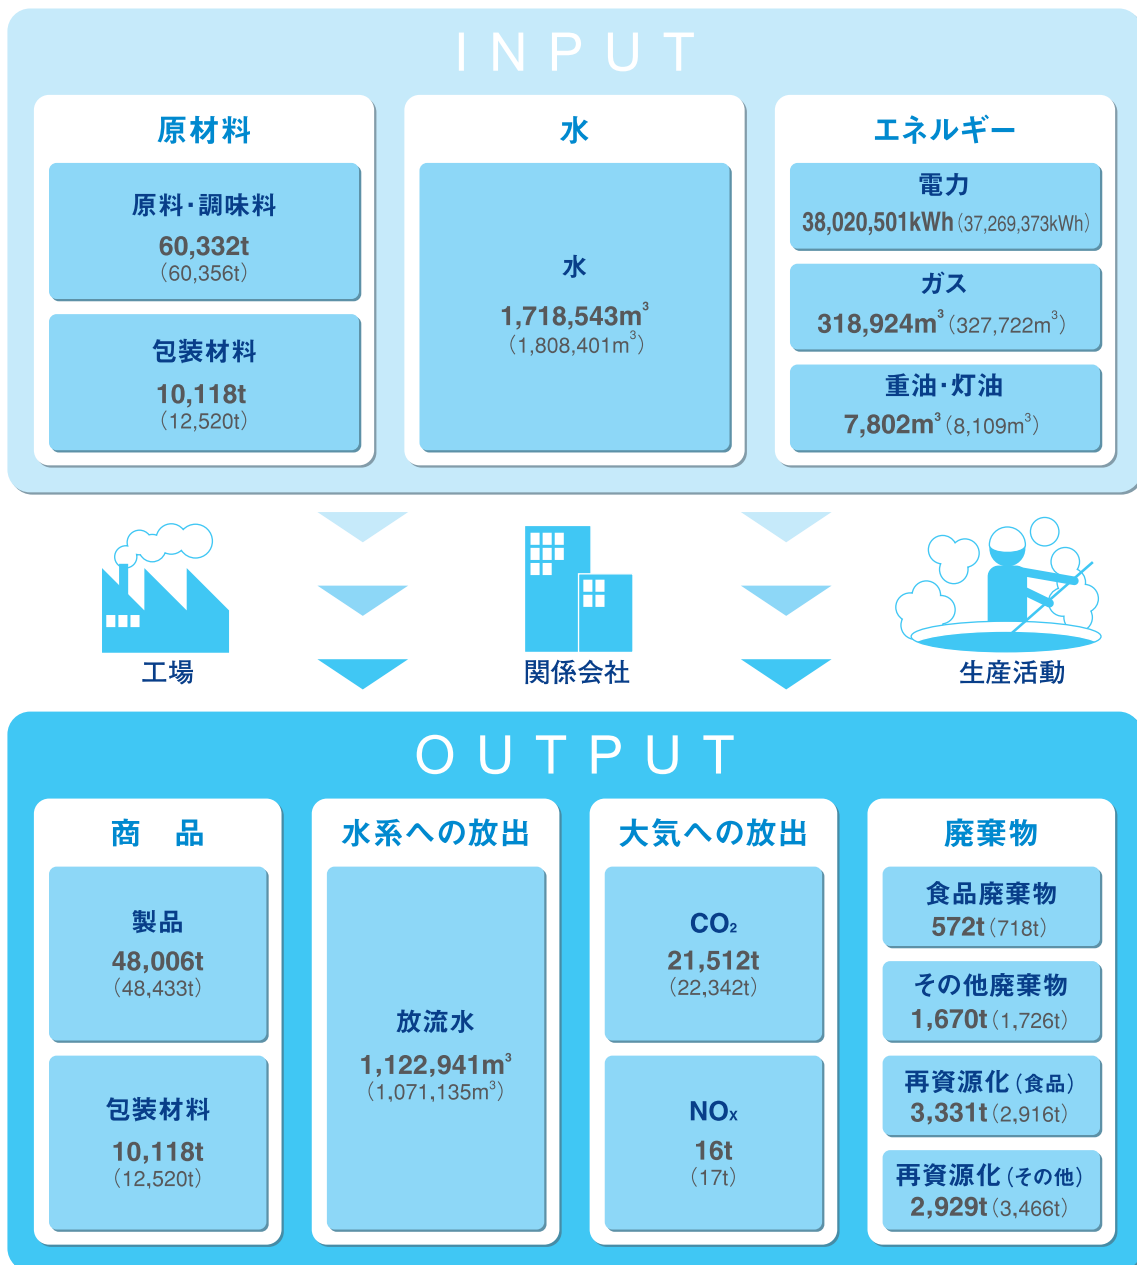 INPUT
原材料
原料・調味料
60,332t
(60,356t)
包装材料
10,118t
(12,520t)
水
水
1,718,543m³
(1,808,401m³)
エネルギー
電力
38,020,501kWh(37,269,373kWh)
ガス
318,924m³(327,722m³)
重油・灯油
7,802m³(8,109m³)
工場
関係会社
生産活動
OUTPUT
商 品
製品
48,006t
(48,433t)
包装材料
10,118t
(12,520t)
水系への放出
放流水
1,122,941m³
(1,071,135m³)
大気への放出
CO₂
21,512t
(22,342t)
NOx
16t
(17t)
廃棄物
食品廃棄物
572t(718t)
その他廃棄物
1,670t(1,726t)
再資源化(食品)
3,331t(2,916t)
再資源化(その他)
2,929t(3,466t)